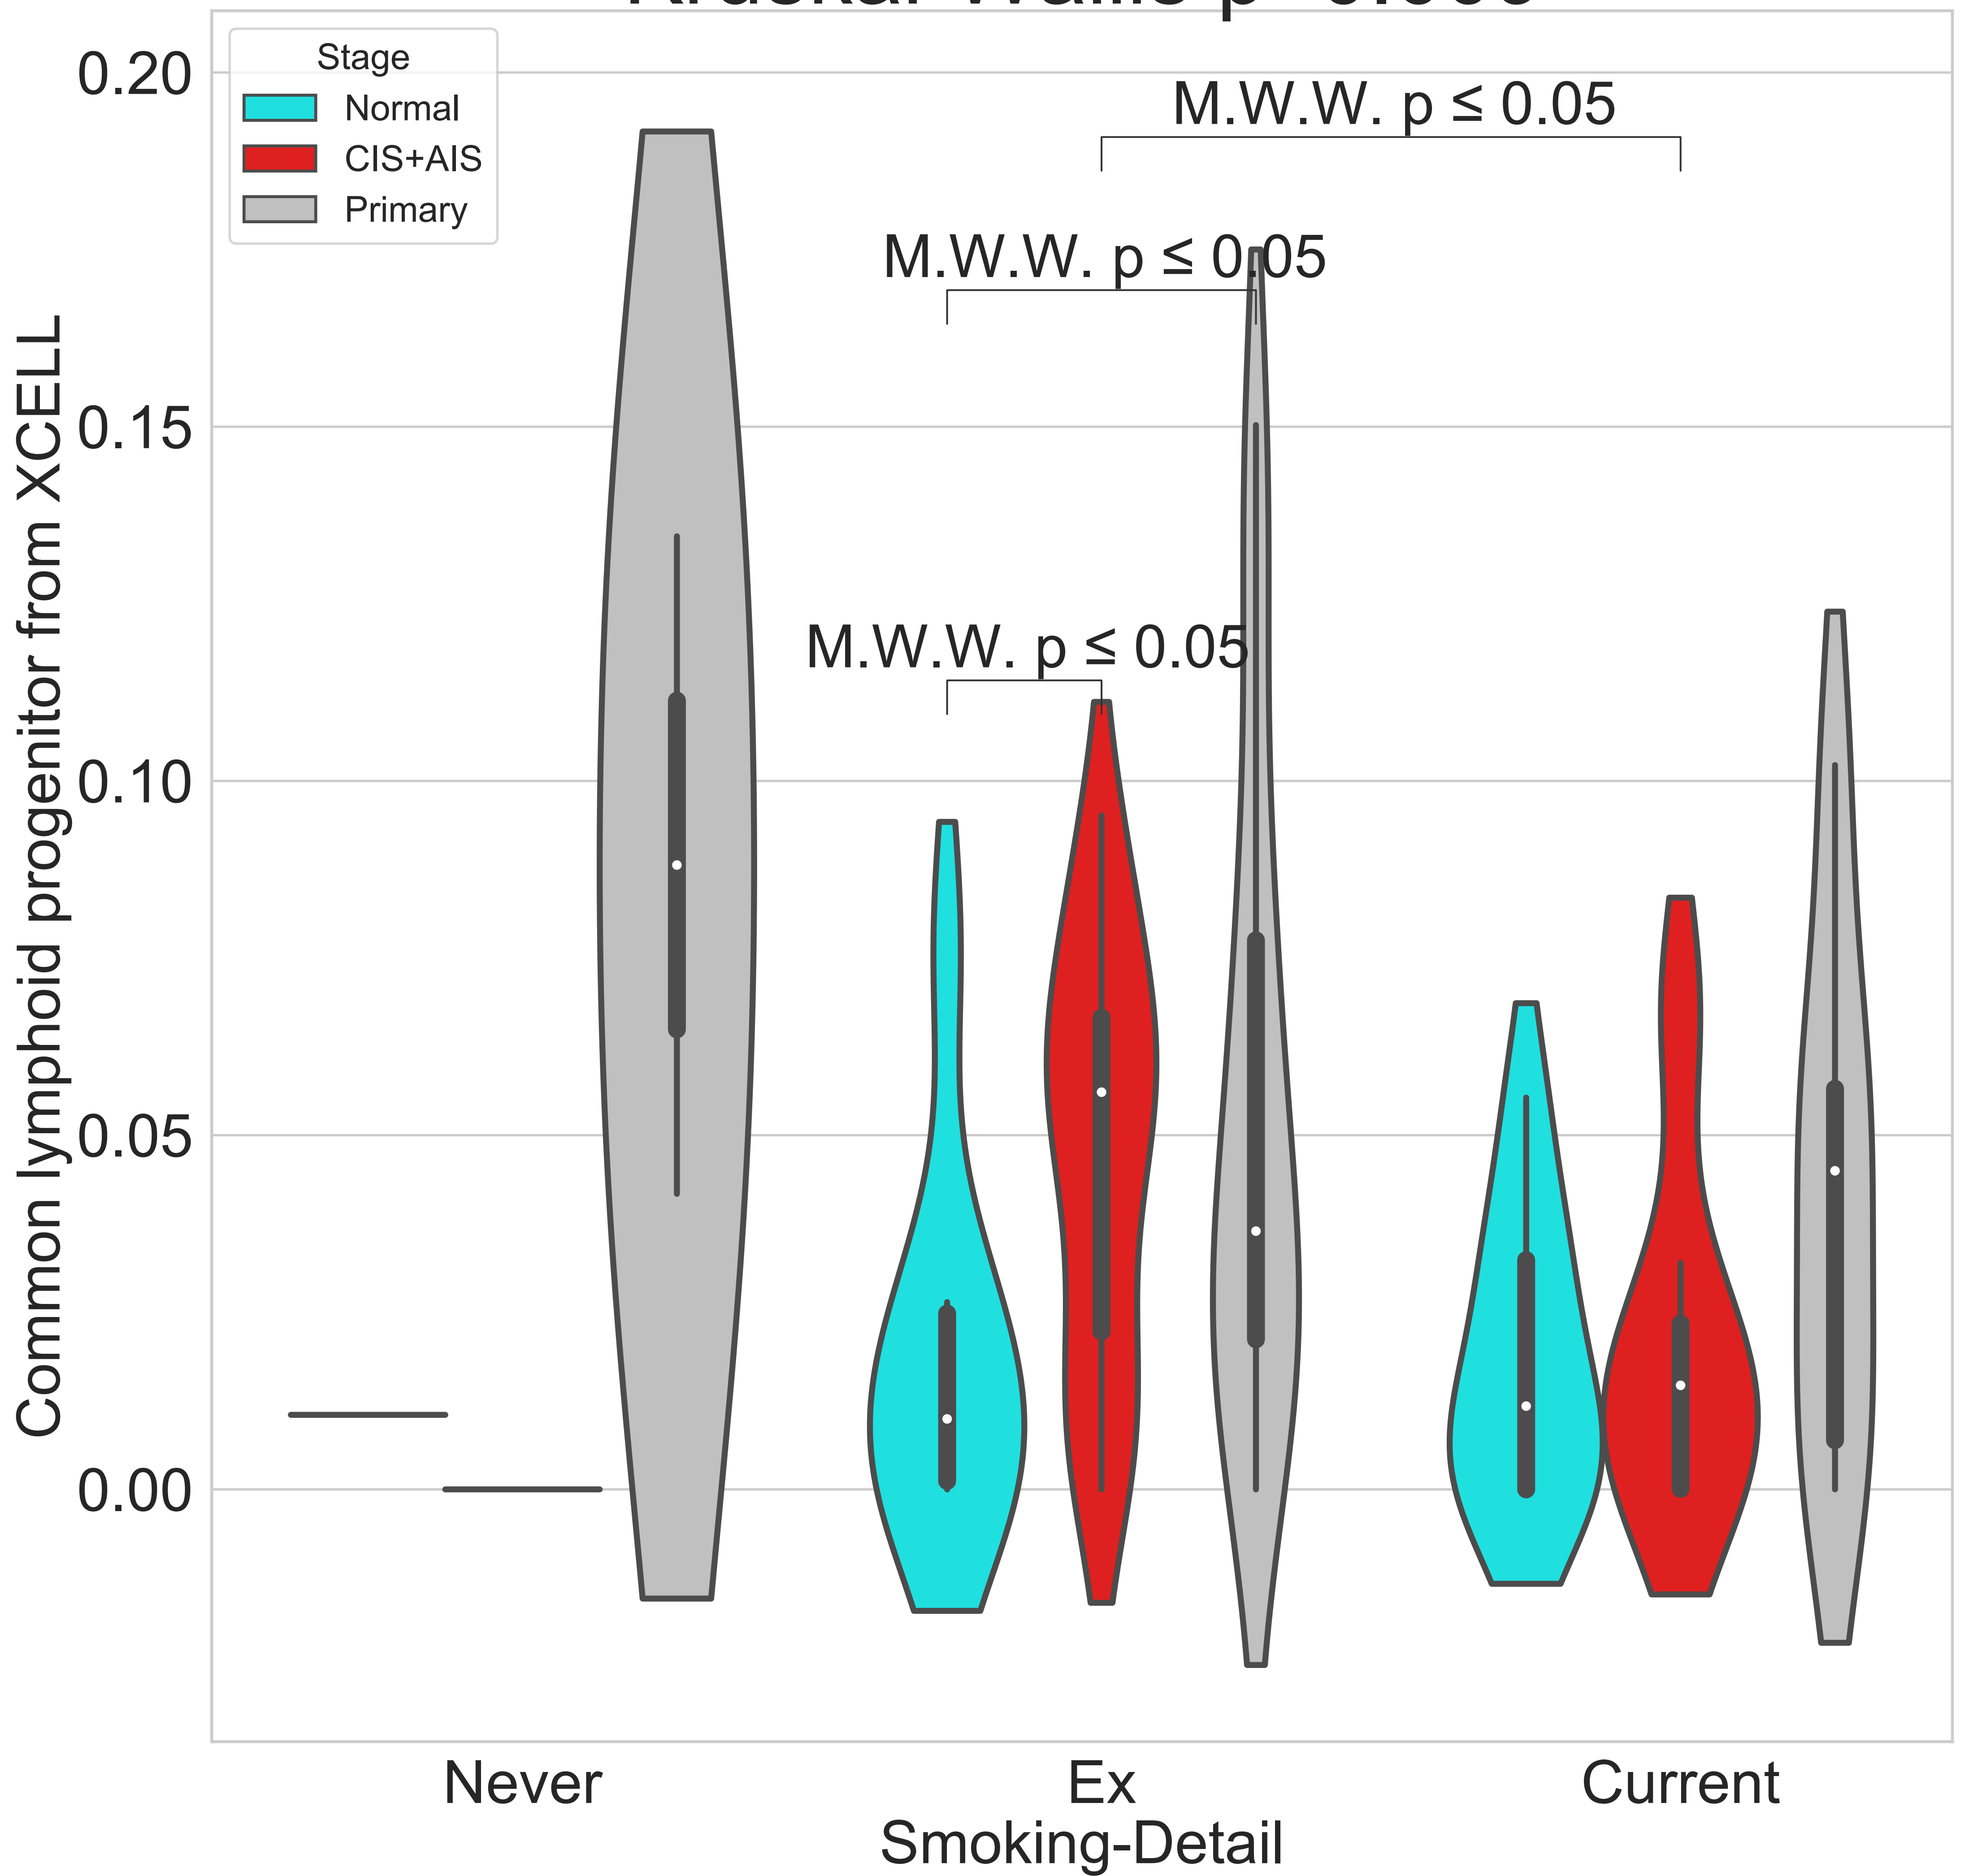 Stage
Normal
CIS+AIS
Primary
M.W.W. p ≤ 0.05
M.W.W. p ≤ 0.05
M.W.W. p ≤ 0.05
Common lymphoid progenitor from XCELL
0.20
0.15
0.10
0.05
0.00
Never
Ex
Current
Smoking-Detail